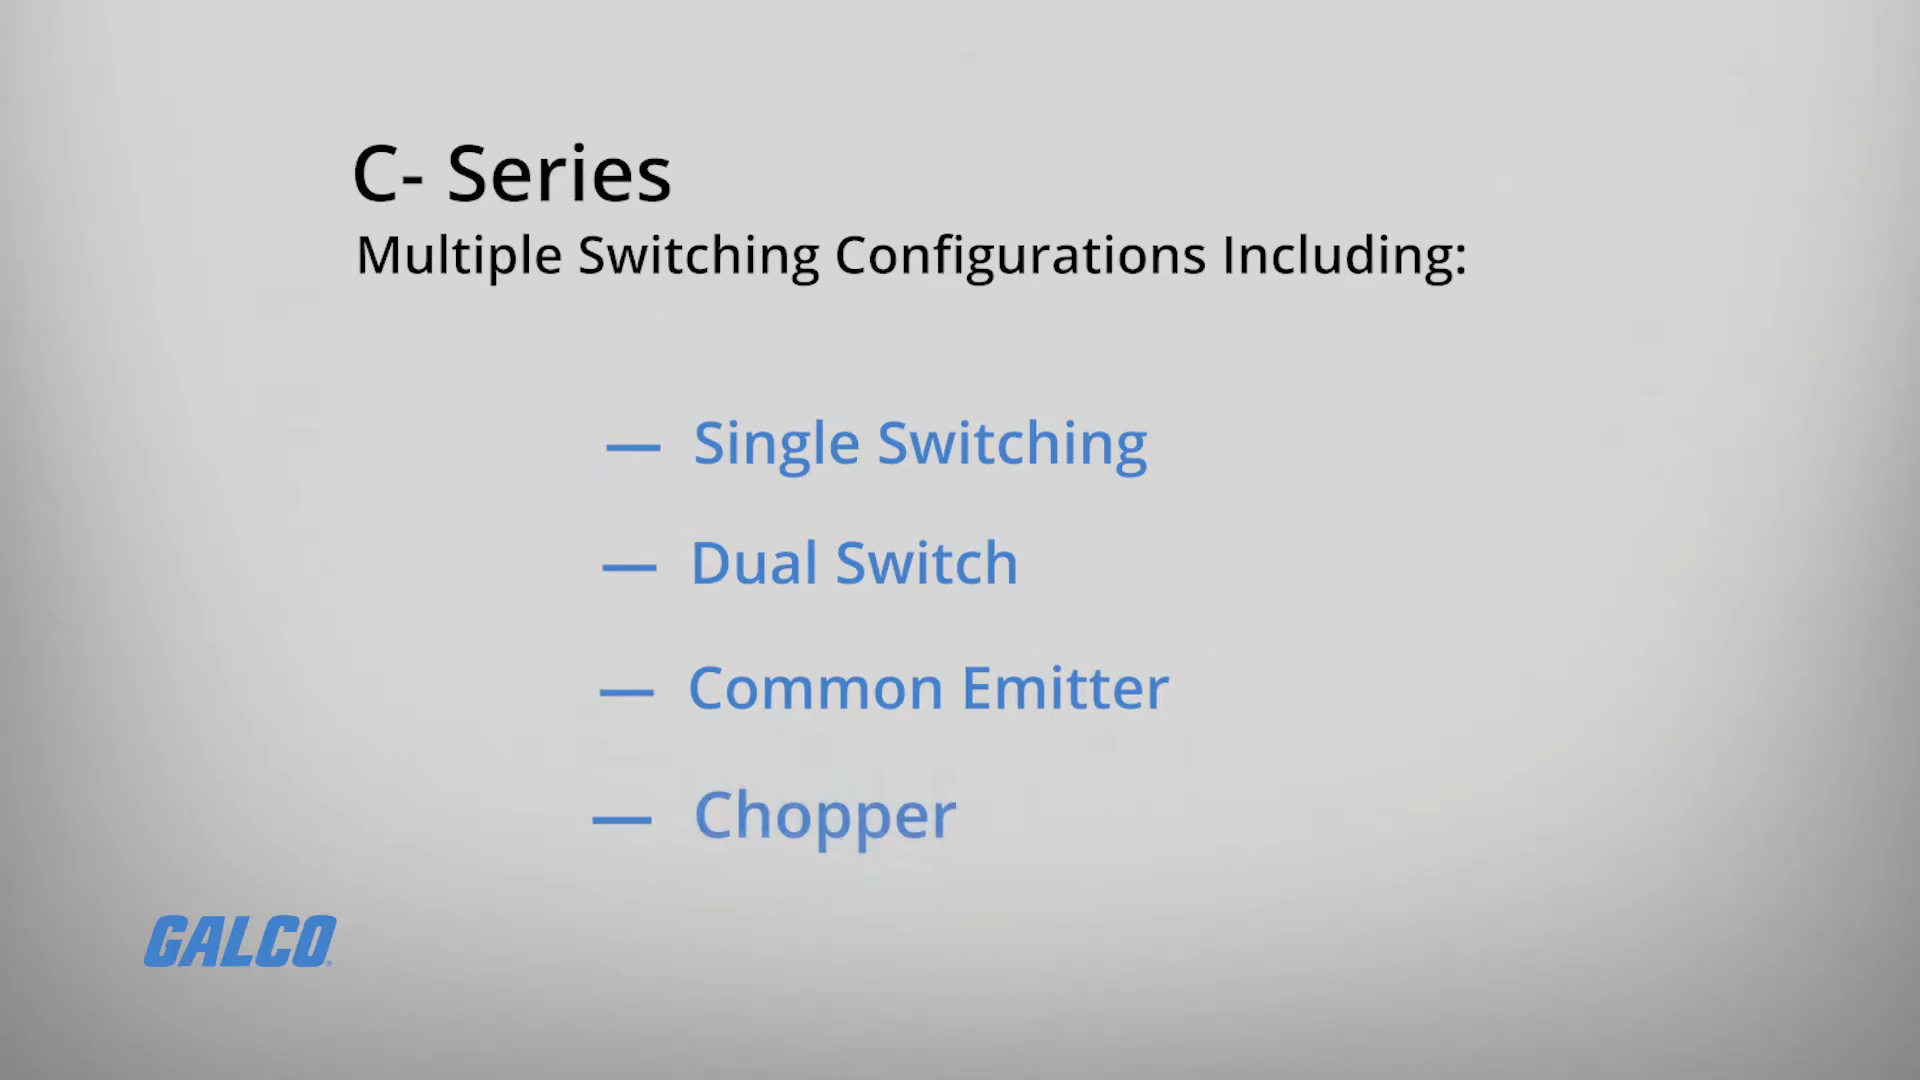 C- Series
Multiple Switching Configurations Including:
— Single Switching
— Dual Switch
— Common Emitter
— Chopper
GALCO